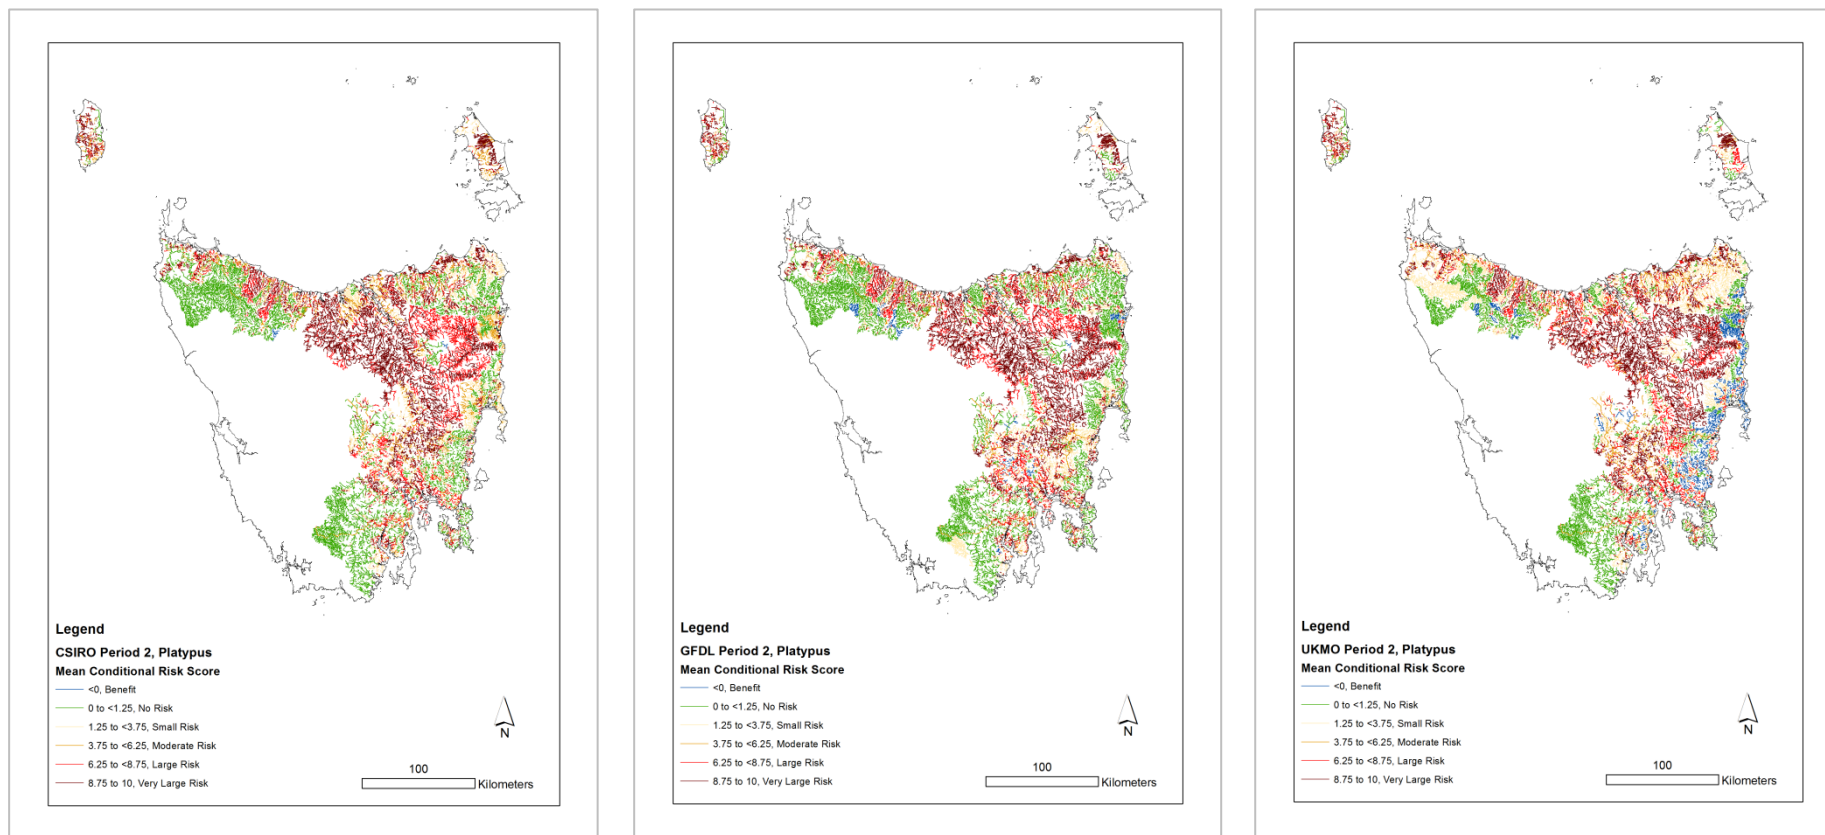 Legend
CSIRO Period 2, Platypus
Mean Conditional Risk Score
<0, Benefit
0 to <1.25, No Risk
1.25 to <3.75, Small Risk
3.75 to <6.25, Moderate Risk
6.25 to <8.75, Large Risk
8.75 to 10, Very Large Risk
N
100
Kilometers
Legend
GFDL Period 2, Platypus
Mean Conditional Risk Score
<0, Benefit
0 to <1.25, No Risk
1.25 to <3.75, Small Risk
3.75 to <6.25, Moderate Risk
6.25 to <8.75, Large Risk
8.75 to 10, Very Large Risk
N
100
Kilometers
Legend
UKMO Period 2, Platypus
Mean Conditional Risk Score
<0, Benefit
0 to <1.25, No Risk
1.25 to <3.75, Small Risk
3.75 to <6.25, Moderate Risk
6.25 to <8.75, Large Risk
8.75 to 10, Very Large Risk
N
100
Kilometers